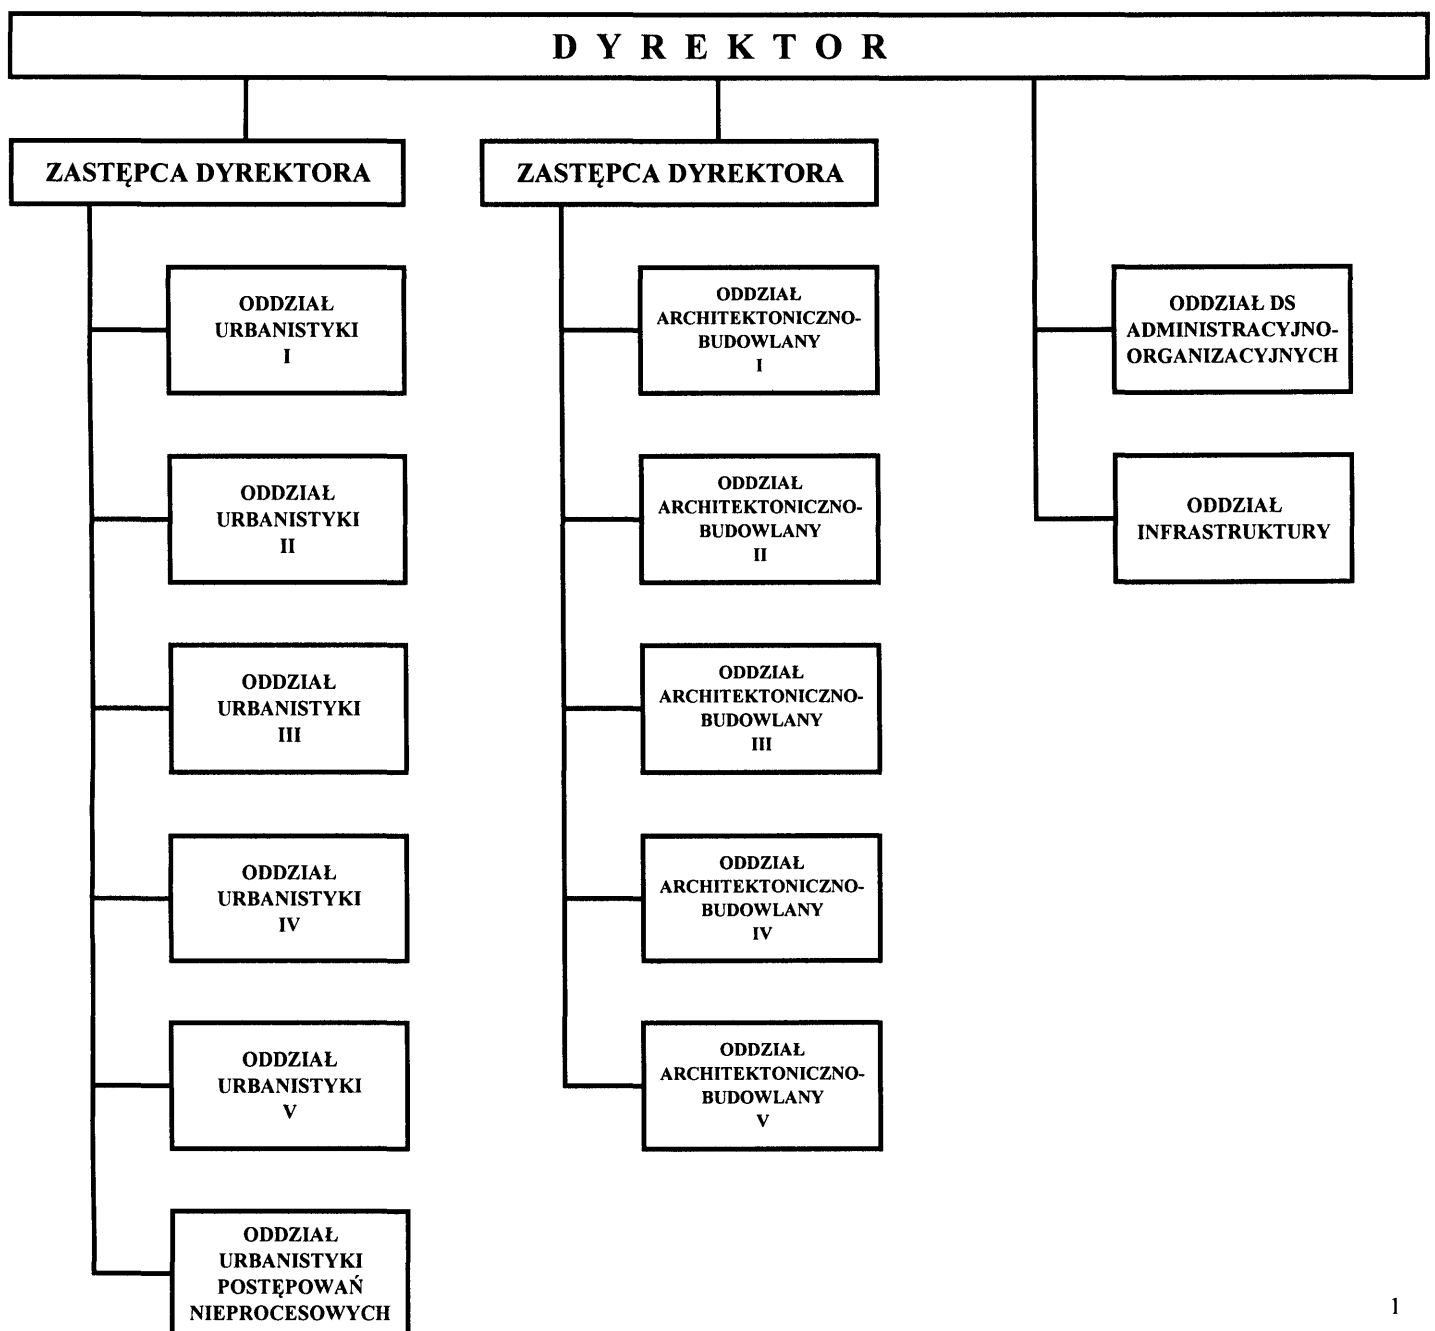 D Y R E K T O R
ZASTĘPCA DYREKTORA
ODDZIAŁ
URBANISTYKI
I
ODDZIAŁ
URBANISTYKI
II
ODDZIAŁ
URBANISTYKI
III
ODDZIAŁ
URBANISTYKI
IV
ODDZIAŁ
URBANISTYKI
V
ODDZIAŁ
URBANISTYKI
POSTĘPOWAŃ
NIEPROCESOWYCH
ZASTĘPCA DYREKTORA
ODDZIAŁ
ARCHITEKTONICZNO-
BUDOWLANY
I
ODDZIAŁ
ARCHITEKTONICZNO-
BUDOWLANY
II
ODDZIAŁ
ARCHITEKTONICZNO-
BUDOWLANY
III
ODDZIAŁ
ARCHITEKTONICZNO-
BUDOWLANY
IV
ODDZIAŁ
ARCHITEKTONICZNO-
BUDOWLANY
V
ODDZIAŁ DS
ADMINISTRACYJNO-
ORGANIZACYJNYCH
ODDZIAŁ
INFRASTRUKTURY
1